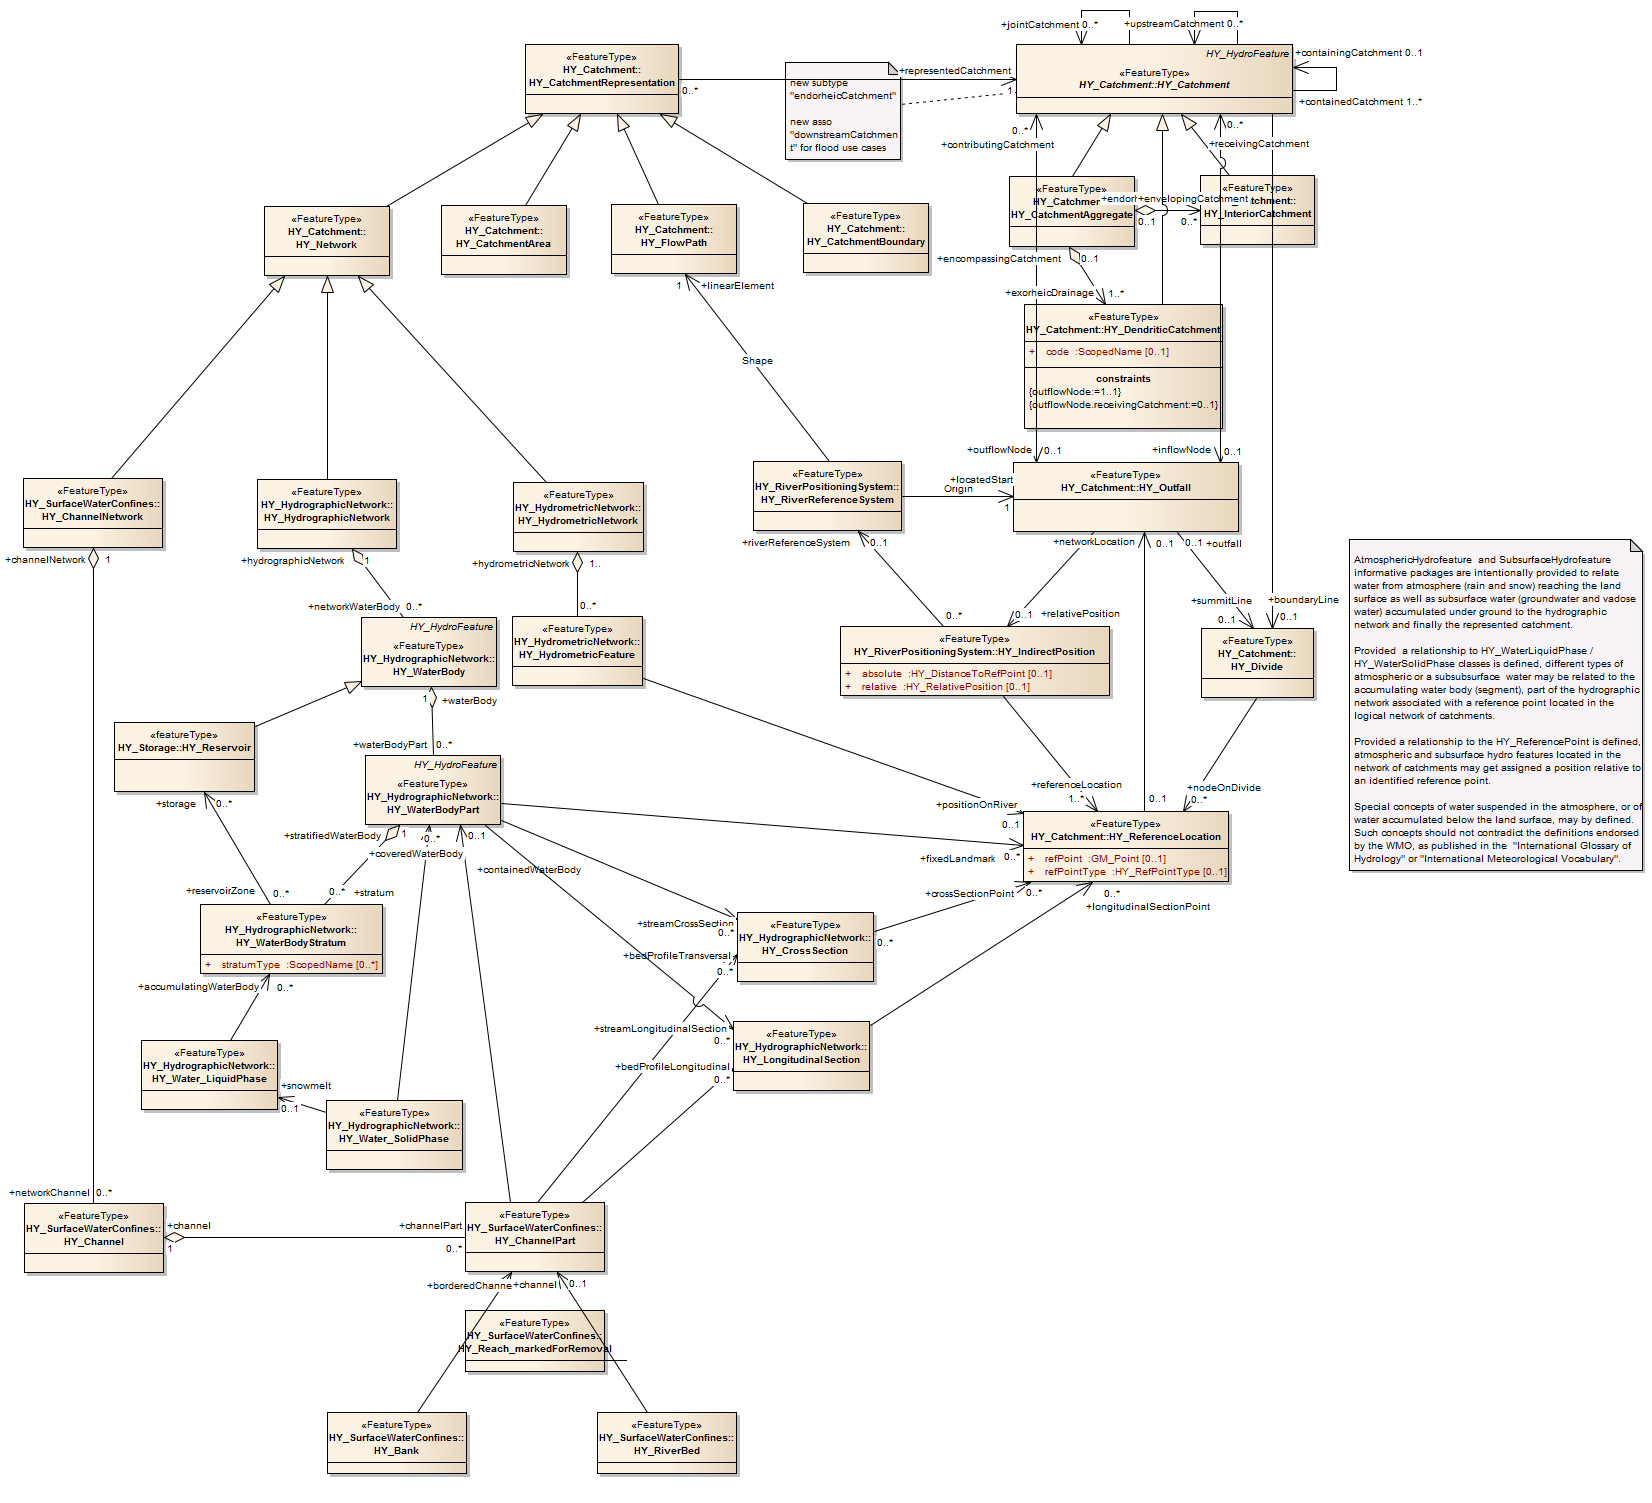 +jointCatchment 0..*
+upstreamCatchment 0..*
HY_HydroFeature
«FeatureType»
HY_Catchment::HY_Catchment
+containingCatchment 0..1
+containedCatchment 1..*
«FeatureType»
HY_Catchment::
HY_CatchmentRepresentation
0..*
+representedCatchment
1
new subtype
"endorheicCatchment"
new asso
"downstreamCatchmen
t" for flood use cases
0..*
+contributingCatchment
0..*
+receivingCatchment
«FeatureType»
HY_Catchment::
HY_Network
«FeatureType»
HY_Catchment::
HY_CatchmentArea
«FeatureType»
HY_Catchment::
HY_FlowPath
«FeatureType»
HY_Catchment::
HY_CatchmentBoundary
«FeatureType»
HY_Catchmer
HY_CatchmentAggregate
+endorh
+envelopingCatchment
0..1
0..*
«FeatureType»
tchment::
HY_InteriorCatchment
+encompassingCatchment
0..1
+exorheicDrainage
1..*
«FeatureType»
HY_Catchment::HY_DendriticCatchment
+ code :ScopedName [0..1]
constraints
{outflowNode:=1..1}
{outflowNode.receivingCatchment:=0..1}
1
+linearElement
Shape
+outflowNode
0..1
+inflowNode
0..1
«FeatureType»
HY_SurfaceWaterConfines::
HY_ChannelNetwork
«FeatureType»
HY_HydrographicNetwork::
HY_HydrographicNetwork
«FeatureType»
HY_HydrometricNetwork::
HY_HydrometricNetwork
«FeatureType»
HY_RiverPositioningSystem::
HY_RiverReferenceSystem
+locatedStart
Origin
1
«FeatureType»
HY_Catchment::HY_Outfall
+channelNetwork
1
+hydrographicNetwork
1
+hydrometricNetwork
1..
+riverReferenceSystem
0..1
+networkLocation
0..1
0..1
+outfall
+networkWaterBody 0..*
0..*
0..*
0..1
+relativePosition
+summitLine
0..1
+boundaryLine
0..1
HY_HydroFeature
«FeatureType»
HY_HydrographicNetwork::
HY_WaterBody
«FeatureType»
HY_HydrometricNetwork::
HY_HydrometricFeature
«FeatureType»
HY_RiverPositioningSystem::HY_IndirectPosition
+ absolute :HY_DistanceToRefPoint [0..1]
+ relative :HY_RelativePosition [0..1]
«FeatureType»
HY_Catchment::
HY_Divide
AtmosphericHydrofeature and SubsurfaceHydrofeature
informative packages are intentionally provided to relate
water from atmosphere (rain and snow) reaching the land
surface as well as subsurface water (groundwater and vadose
water) accumulated under ground to the hydrographic
network and finally the represented catchment.
Provided a relationship to HY_WaterLiquidPhase /
HY_WaterSolidPhase classes is defined, different types of
atmospheric or a subsubsurface water may be related to the
accumulating water body (segment), part of the hydrographic
network associated with a reference point located in the
logical network of catchments.
Provided a relationship to the HY_ReferencePoint is defined,
atmospheric and subsurface hydro features located in the
network of catchments may get assigned a position relative to
an identified reference point.
Special concepts of water suspended in the atmosphere, or of
water accumulated below the land surface, may by defined.
Such concepts should not contradict the definitions endorsed
by the WMO, as published in the "International Glossary of
Hydrology" or "International Meteorological Vocabulary".
1
+waterBody
+waterBodyPart
0..*
«featureType»
HY_Storage::HY_Reservoir
HY_HydroFeature
«FeatureType»
HY_HydrographicNetwork::
HY_WaterBodyPart
+referenceLocation
1..*
0..1
+nodeOnDivide
0..*
+positionOnRiver
0..1
+storage
0..*
+stratifiedWaterBody
1
0..*
0..1
+coveredWaterBody
+containedWaterBody
+fixedLandmark
0..*
«FeatureType»
HY_Catchment::HY_ReferenceLocation
+ refPoint :GM_Point [0..1]
+ refPointType :HY_RefPointType [0..1]
+reservoirZone
0..*
0..*
+stratum
+crossSectionPoint
0..*
0..*
+longitudinalSectionPoint
«FeatureType»
HY_HydrographicNetwork::
HY_WaterBodyStratum
+ stratumType :ScopedName [0..*]
+streamCrossSection
0..*
+bedProfileTransversal
0..*
«FeatureType»
HY_HydrographicNetwork::
HY_CrossSection
0..*
+accumulatingWaterBody
0..*
+streamLongitudinalSection
0..*
+bedProfileLongitudinal
0..*
«FeatureType»
HY_HydrographicNetwork::
HY_LongitudinalSection
«FeatureType»
HY_HydrographicNetwork::
HY_Water_LiquidPhase
+snowmelt
0..1
«FeatureType»
HY_HydrographicNetwork::
HY_Water_SolidPhase
+networkChannel
0..*
«FeatureType»
HY_SurfaceWaterConfines::
HY_Channel
+channel
1
+channelPart
0..*
«FeatureType»
HY_SurfaceWaterConfines::
HY_ChannelPart
+borderedChanne
+channel
0..1
«FeatureType»
HY_SurfaceWaterConfines::
HY_Reach_markedForRemoval
«FeatureType»
HY_SurfaceWaterConfines::
HY_Bank
«FeatureType»
HY_SurfaceWaterConfines::
HY_RiverBed